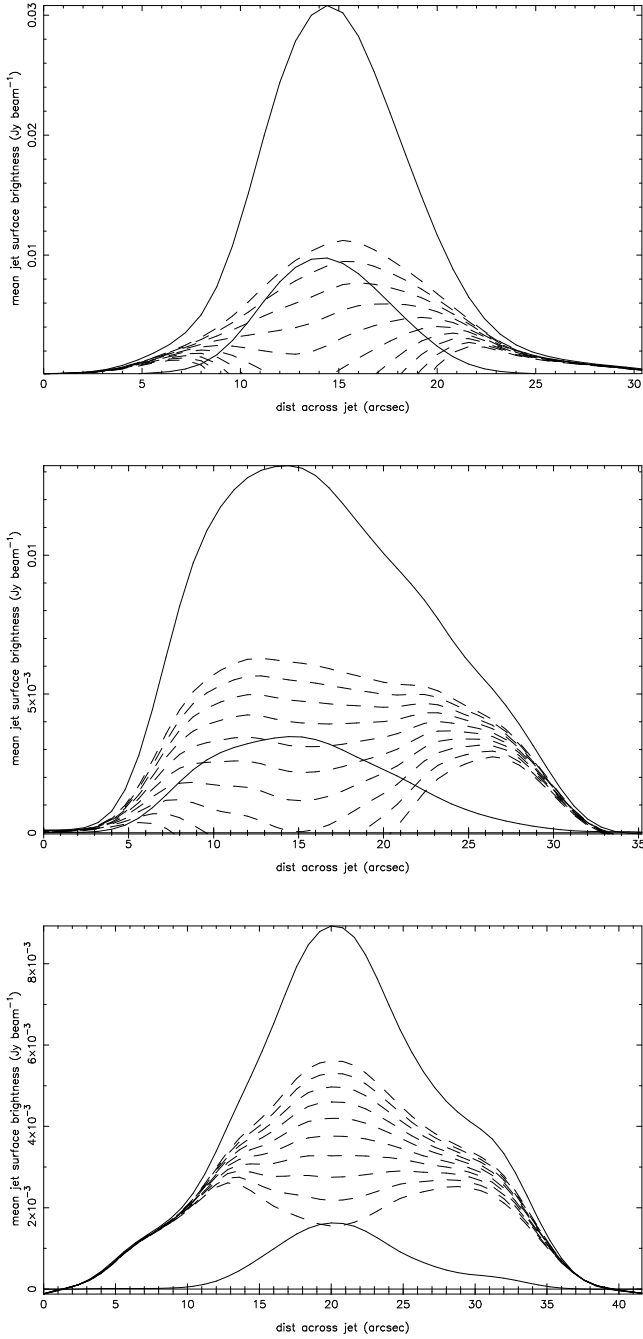 mean jet surface brightness (Jy beam⁻¹)
0.03
0.02
0.01
0 5 10 15 20 25 30
dist across jet (arcsec)
mean jet surface brightness (Jy beam⁻¹)
0.01
5×10⁻³
0
0 5 10 15 20 25 30 35
dist across jet (arcsec)
mean jet surface brightness (Jy beam⁻¹)
8×10⁻³
6×10⁻³
4×10⁻³
2×10⁻³
0
0 5 10 15 20 25 30 35 40
dist across jet (arcsec)